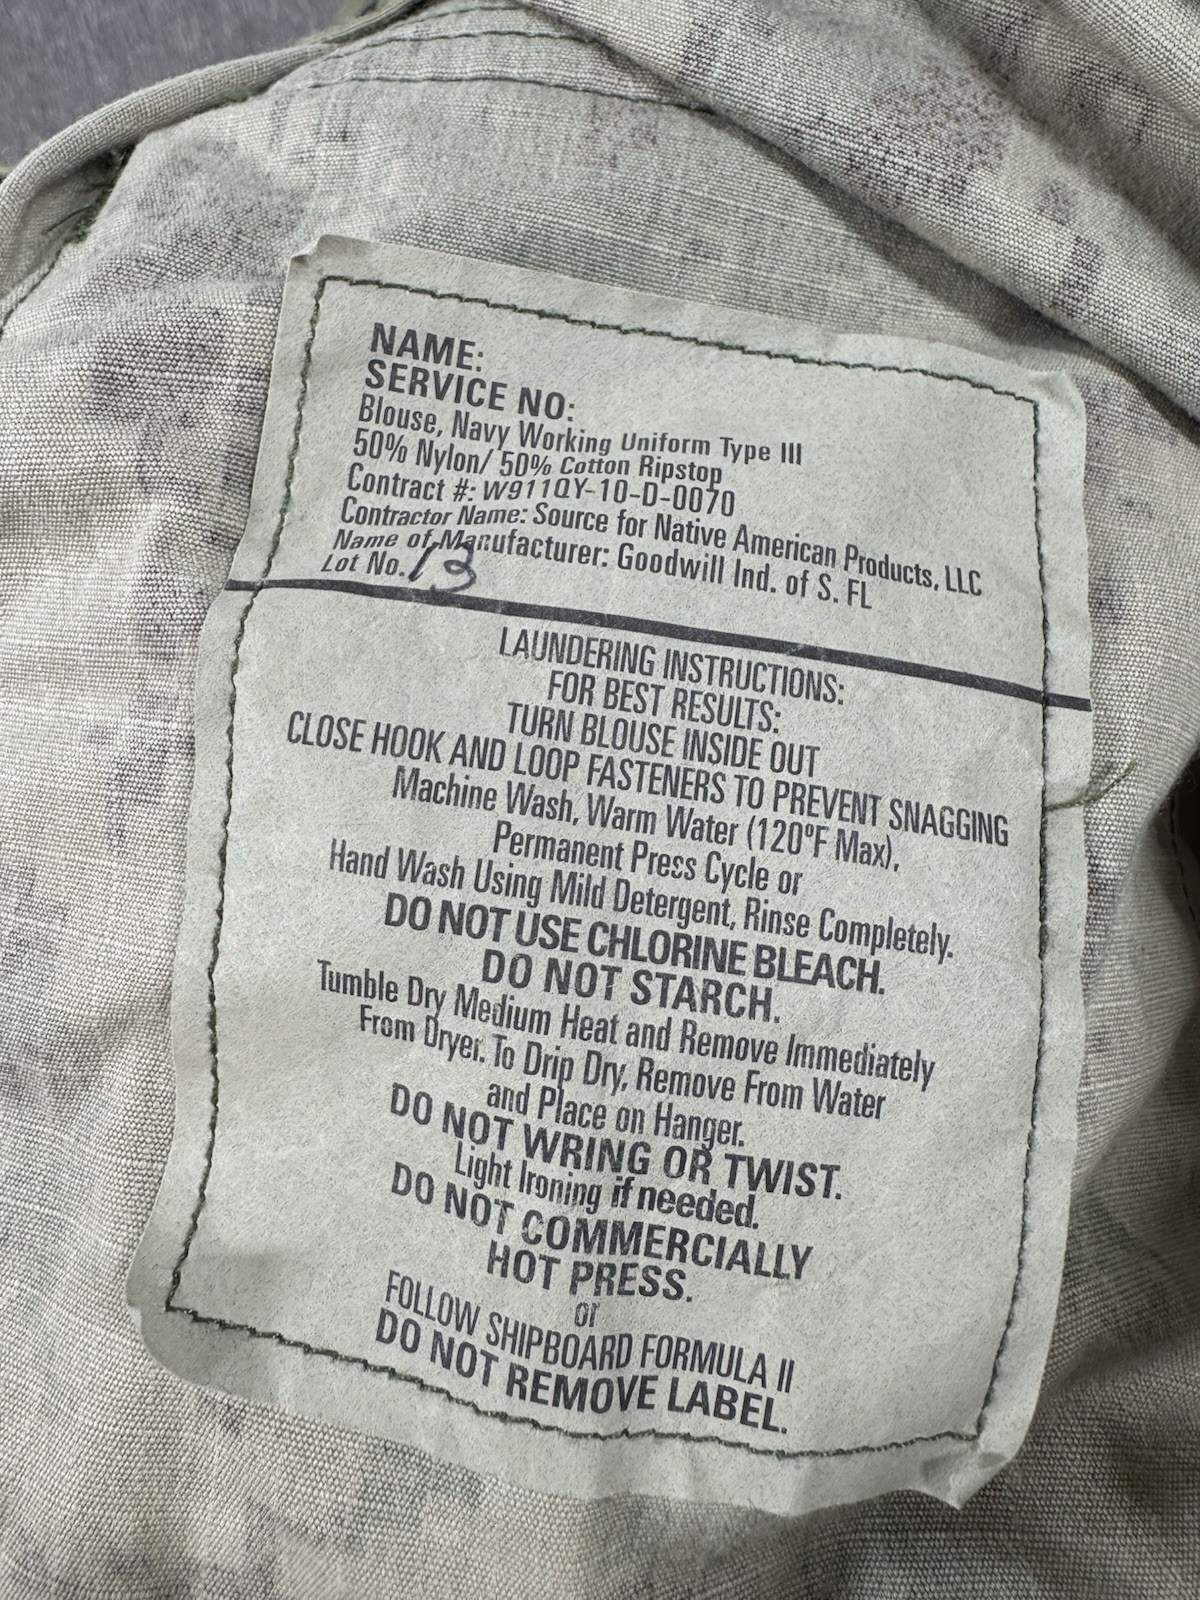 NAME:
SERVICE NO:
Blouse, Navy Working Uniform Type III
50% Nylon/ 50% Cotton Ripstop
Contract #: W911QY-10-D-0070
Contractor Name: Source for Native American Products, LLC
Name of Manufacturer: Goodwill Ind. of S. FL
Lot No. 13
LAUNDERING INSTRUCTIONS:
FOR BEST RESULTS:
TURN BLOUSE INSIDE OUT
CLOSE HOOK AND LOOP FASTENERS TO PREVENT SNAGGING
Machine Wash, Warm Water (120°F Max),
Permanent Press Cycle or
Hand Wash Using Mild Detergent, Rinse Completely.
DO NOT USE CHLORINE BLEACH.
DO NOT STARCH.
Tumble Dry Medium Heat and Remove Immediately
From Dryer. To Drip Dry, Remove From Water
and Place on Hanger.
DO NOT WRING OR TWIST.
Light Ironing if needed.
DO NOT COMMERCIALLY
HOT PRESS.
or
FOLLOW SHIPBOARD FORMULA II
DO NOT REMOVE LABEL.